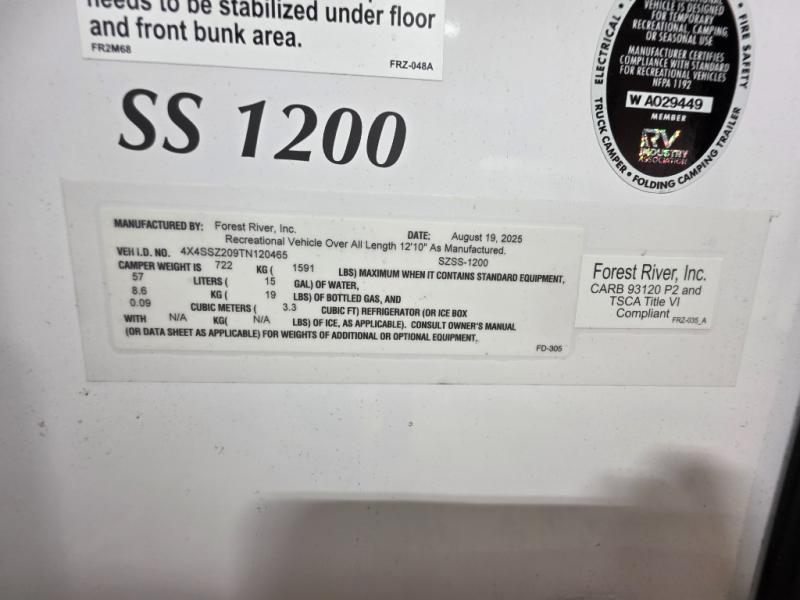 needs to be stabilized under floor
and front bunk area.
FR2M68
FRZ-048A
SS 1200
ELECTRICAL •
• FIRE SAFETY
TRUCK CAMPER • FOLDING CAMPING TRAILER
VEHICLE IS DESIGNED
FOR TEMPORARY
RECREATIONAL, CAMPING
OR SEASONAL USE
MANUFACTURER CERTIFIES
COMPLIANCE WITH STANDARD
FOR RECREATIONAL VEHICLES
NFPA 1192
W A029449
MEMBER
RV
INDUSTRY
ASSOCIATION
MANUFACTURED BY: Forest River, Inc. DATE: August 19, 2025
Recreational Vehicle Over All Length 12'10" As Manufactured.
VEH I.D. NO. 4X4SSZ209TN120465 SZSS-1200
CAMPER WEIGHT IS 722 KG ( 1591 LBS) MAXIMUM WHEN IT CONTAINS STANDARD EQUIPMENT,
57 LITERS ( 15 GAL) OF WATER,
8.6 KG ( 19 LBS) OF BOTTLED GAS, AND
0.09 CUBIC METERS ( 3.3 CUBIC FT) REFRIGERATOR (OR ICE BOX
WITH N/A KG( N/A LBS) OF ICE, AS APPLICABLE). CONSULT OWNER'S MANUAL
(OR DATA SHEET AS APPLICABLE) FOR WEIGHTS OF ADDITIONAL OR OPTIONAL EQUIPMENT.
FD-305
Forest River, Inc.
CARB 93120 P2 and
TSCA Title VI
Compliant
FRZ-035_A